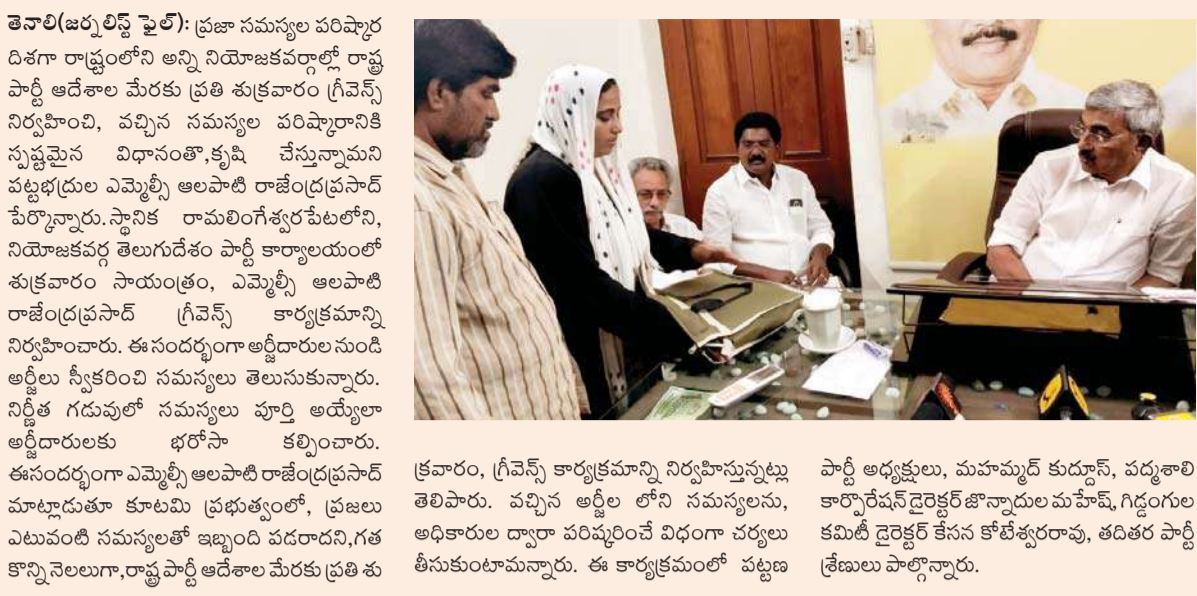 తెనాలి(జర్నలిస్ట్ ఫైల్): ప్రజా సమస్యల పరిష్కార
దిశగా రాష్ట్రంలోని అన్ని నియోజకవర్గాల్లో రాష్ట్ర
పార్టీ ఆదేశాల మేరకు ప్రతి శుక్రవారం గ్రీవెన్స్
నిర్వహించి, వచ్చిన సమస్యల పరిష్కారానికి
స్పష్టమైన విధానంతో,కృషి చేస్తున్నామని
పట్టభద్రుల ఎమ్మెల్సీ ఆలపాటి రాజేంద్రప్రసాద్
పేర్కొన్నారు.స్థానిక రామలింగేశ్వరపేటలోని,
నియోజకవర్గ తెలుగుదేశం పార్టీ కార్యాలయంలో
శుక్రవారం సాయంత్రం, ఎమ్మెల్సీ ఆలపాటి
రాజేంద్రప్రసాద్ గ్రీవెన్స్ కార్యక్రమాన్ని
నిర్వహించారు. ఈసందర్భంగా అర్జీదారుల నుండి
అర్జీలు స్వీకరించి సమస్యలు తెలుసుకున్నారు.
నిర్ణీత గడువులో సమస్యలు పూర్తి అయ్యేలా
అర్జీదారులకు భరోసా కల్పించారు.
ఈసందర్భంగా ఎమ్మెల్సీ ఆలపాటి రాజేంద్రప్రసాద్
మాట్లాడుతూ కూటమి ప్రభుత్వంలో, ప్రజలు
ఎటువంటి సమస్యలతో ఇబ్బంది పడరాదని,గత
కొన్ని నెలలుగా,రాష్ట్ర పార్టీ ఆదేశాల మేరకు ప్రతి శు
క్రవారం, గ్రీవెన్స్ కార్యక్రమాన్ని నిర్వహిస్తున్నట్లు
తెలిపారు. వచ్చిన అర్జీల లోని సమస్యలను,
అధికారుల ద్వారా పరిష్కరించే విధంగా చర్యలు
తీసుకుంటామన్నారు. ఈ కార్యక్రమంలో పట్టణ
పార్టీ అధ్యక్షులు, మహమ్మద్ కుద్దూస్, పద్మశాలి
కార్పొరేషన్ డైరెక్టర్ జొన్నాదుల మహేష్, గిడ్డంగుల
కమిటీ డైరెక్టర్ కేసన కోటేశ్వరరావు, తదితర పార్టీ
శ్రేణులు పాల్గొన్నారు.